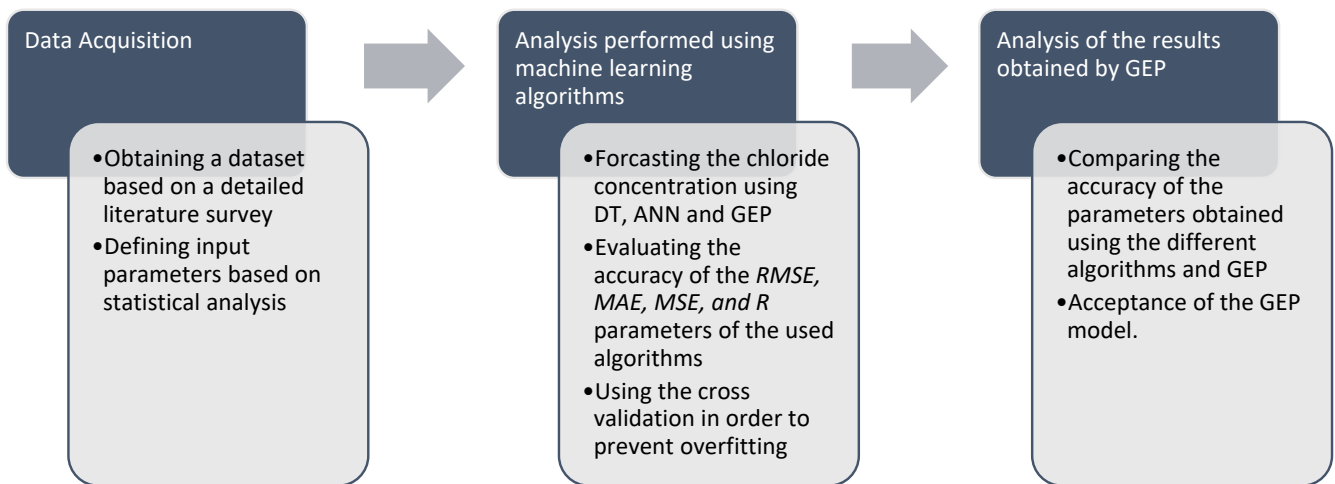 Data Acquisition
•Obtaining a dataset
based on a detailed
literature survey
•Defining input
parameters based on
statistical analysis
Analysis performed using
machine learning
algorithms
•Forcasting the chloride
concentration using
DT, ANN and GEP
•Evaluating the
accuracy of the RMSE,
MAE, MSE, and R
parameters of the used
algorithms
•Using the cross
validation in order to
prevent overfitting
Analysis of the results
obtained by GEP
•Comparing the
accuracy of the
parameters obtained
using the different
algorithms and GEP
•Acceptance of the GEP
model.